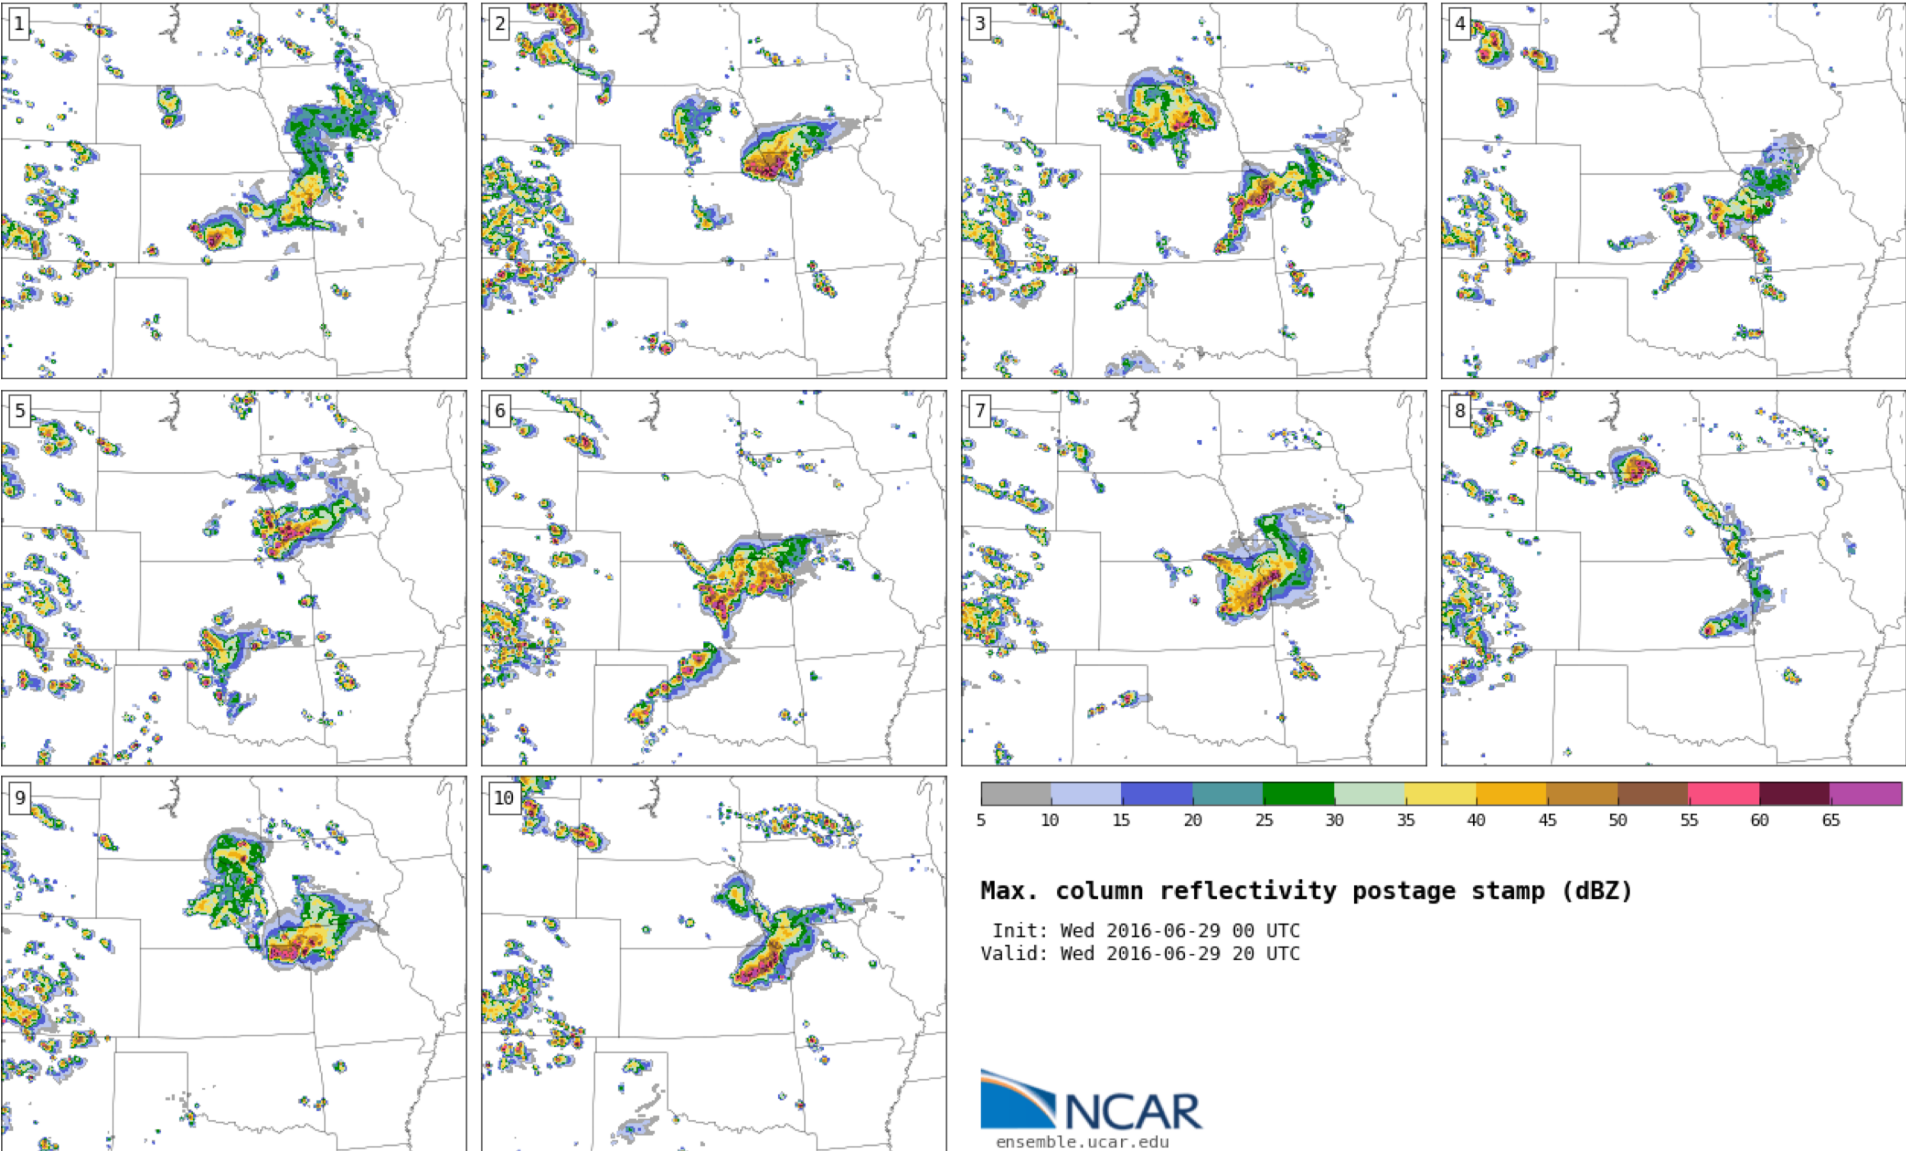 1
2
3
4
5
6
7
8
9
10
5 10 15 20 25 30 35 40 45 50 55 60 65
Max. column reflectivity postage stamp (dBZ)
Init: Wed 2016-06-29 00 UTC
Valid: Wed 2016-06-29 20 UTC
NCAR
ensemble.ucar.edu